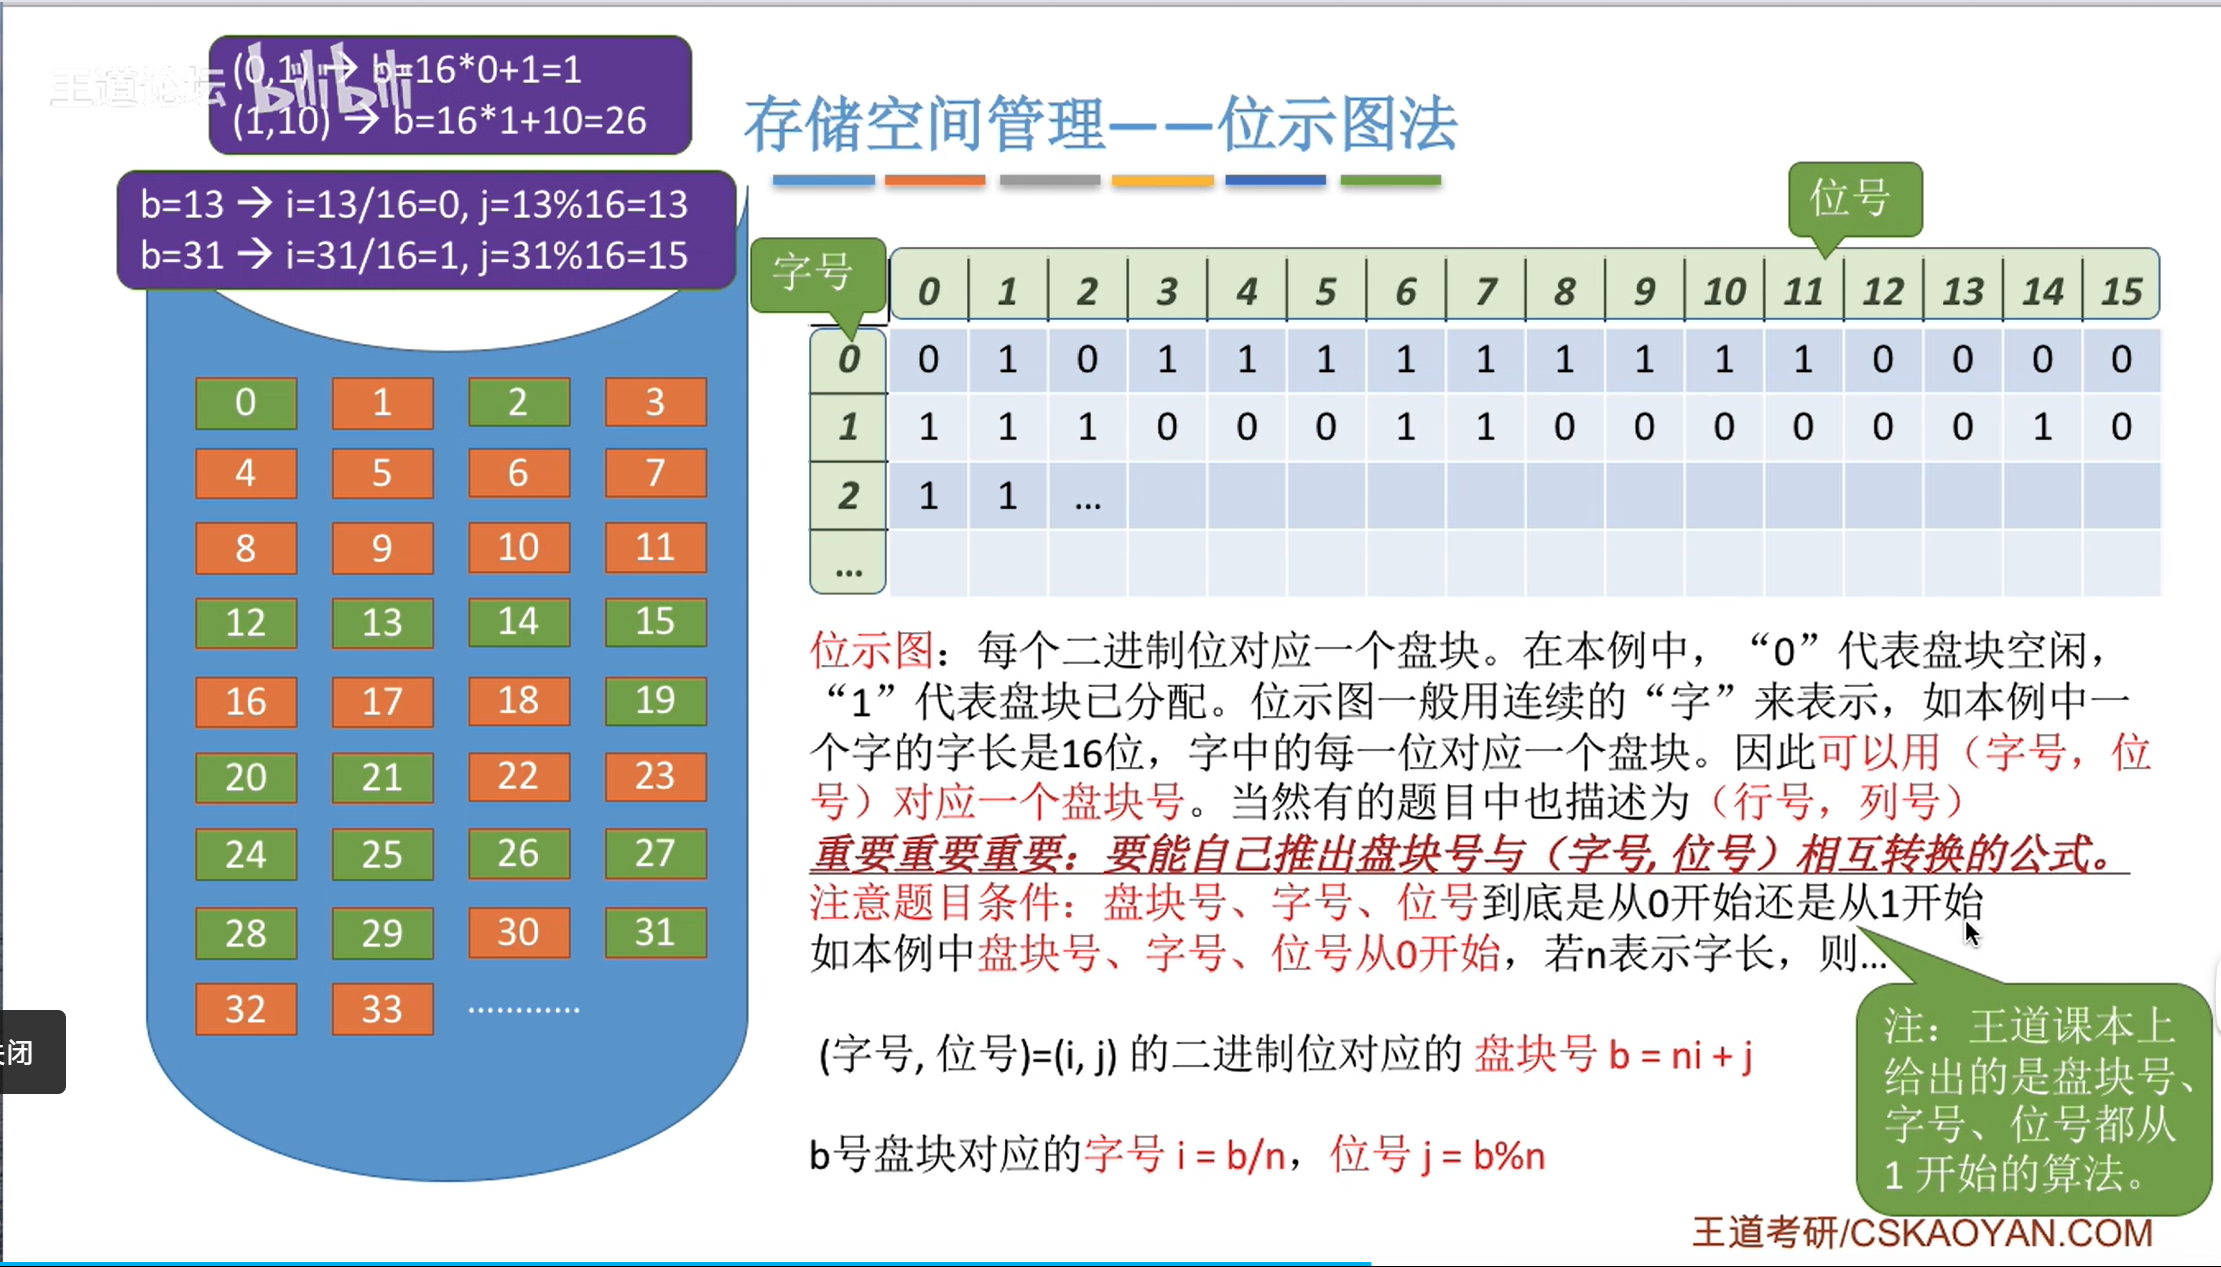 王道论坛
bilibili
(0,1) → b=16*0+1=1
(1,10) → b=16*1+10=26
存储空间管理——位示图法
b=13 → i=13/16=0, j=13%16=13
b=31 → i=31/16=1, j=31%16=15
字号
位号
0 1 2 3 4 5 6 7 8 9 10 11 12 13 14 15
0 0 1 0 1 1 1 1 1 1 1 1 1 0 0 0 0
1 1 1 1 0 0 0 1 1 0 0 0 0 0 0 1 0
2 1 1 ...
...
0 1 2 3
4 5 6 7
8 9 10 11
12 13 14 15
16 17 18 19
20 21 22 23
24 25 26 27
28 29 30 31
32 33 ............
位示图：每个二进制位对应一个盘块。在本例中，“0”代表盘块空闲，
“1”代表盘块已分配。位示图一般用连续的“字”来表示，如本例中一
个字的字长是16位，字中的每一位对应一个盘块。因此可以用（字号，位
号）对应一个盘块号。当然有的题目中也描述为（行号，列号）
重要重要重要：要能自己推出盘块号与（字号, 位号）相互转换的公式。
注意题目条件：盘块号、字号、位号到底是从0开始还是从1开始
如本例中盘块号、字号、位号从0开始，若n表示字长，则...
(字号, 位号)=(i, j) 的二进制位对应的 盘块号 b = ni + j
b号盘块对应的字号 i = b/n，位号 j = b%n
注：王道课本上
给出的是盘块号、
字号、位号都从
1 开始的算法。
王道考研/CSKAOYAN.COM
闭